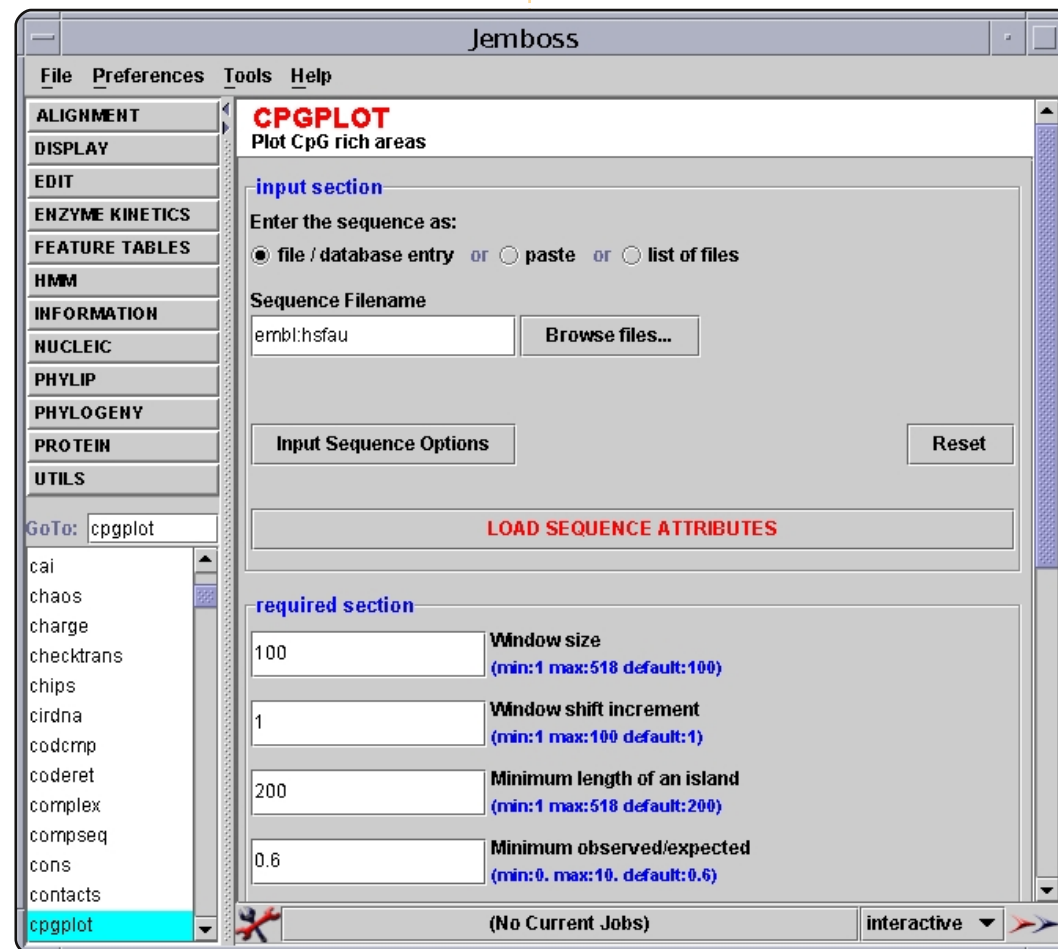 Jemboss
File Preferences Tools Help
ALIGNMENT
DISPLAY
EDIT
ENZYME KINETICS
FEATURE TABLES
HMM
INFORMATION
NUCLEIC
PHYLIP
PHYLOGENY
PROTEIN
UTILS
GoTo: cpgplot
cai
chaos
charge
checktrans
chips
cirdna
codcmp
coderet
complex
compseq
cons
contacts
cpgplot
CPGPLOT
Plot CpG rich areas
input section
Enter the sequence as:
file / database entry or paste or list of files
Sequence Filename
embl:hsfau Browse files...
Input Sequence Options Reset
LOAD SEQUENCE ATTRIBUTES
required section
100 Window size
(min:1 max:518 default:100)
1 Window shift increment
(min:1 max:100 default:1)
200 Minimum length of an island
(min:1 max:518 default:200)
0.6 Minimum observed/expected
(min:0. max:10. default:0.6)
(No Current Jobs) interactive